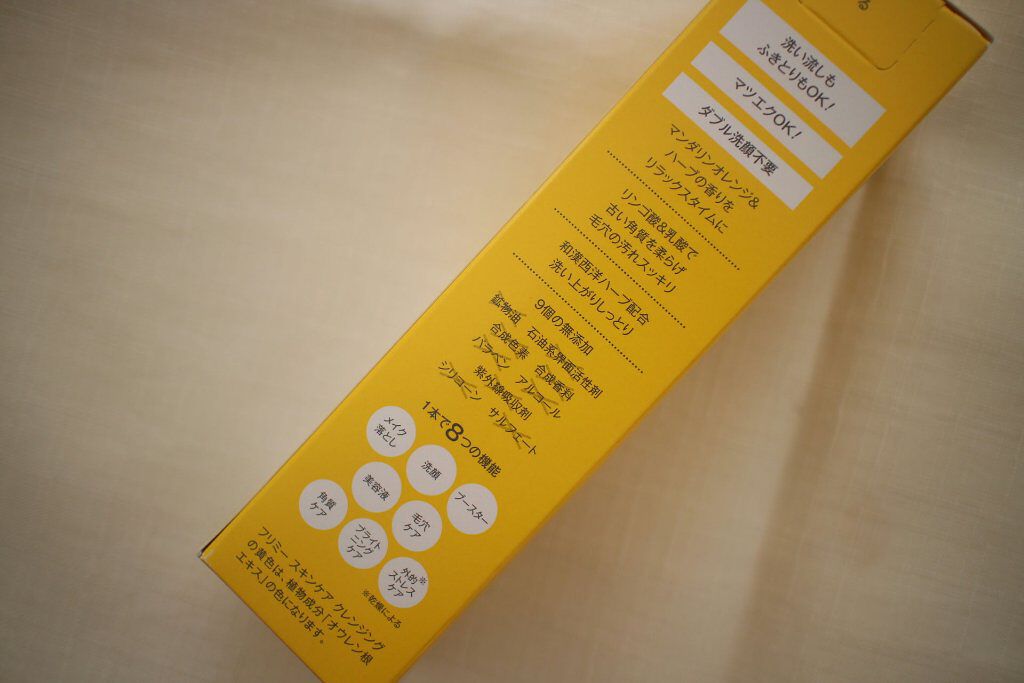 る
洗い流しも
ふきとりもOK!
マツエクOK!
ダブル洗顔不要
マンダリンオレンジ&
ハーブの香りを
リラックスタイムに
リンゴ酸&乳酸で
古い角質を柔らげ
毛穴の汚れスッキリ
和漢西洋ハーブ配合
洗い上がりしっとり
9個の無添加
鉱物油 石油系界面活性剤
合成色素 合成香料
パラベン アルコール
紫外線吸収剤
シリコーン サルフェート
1本で8つの機能
メイク
落とし
洗顔
ブースター
美容液
毛穴
ケア
角質
ケア
ブライト
ニング
ケア
外的※
ストレス
ケア
※乾燥による
フリミー スキンケア クレンジング
の黄色は、植物成分「オウレン根
エキス」の色になります。